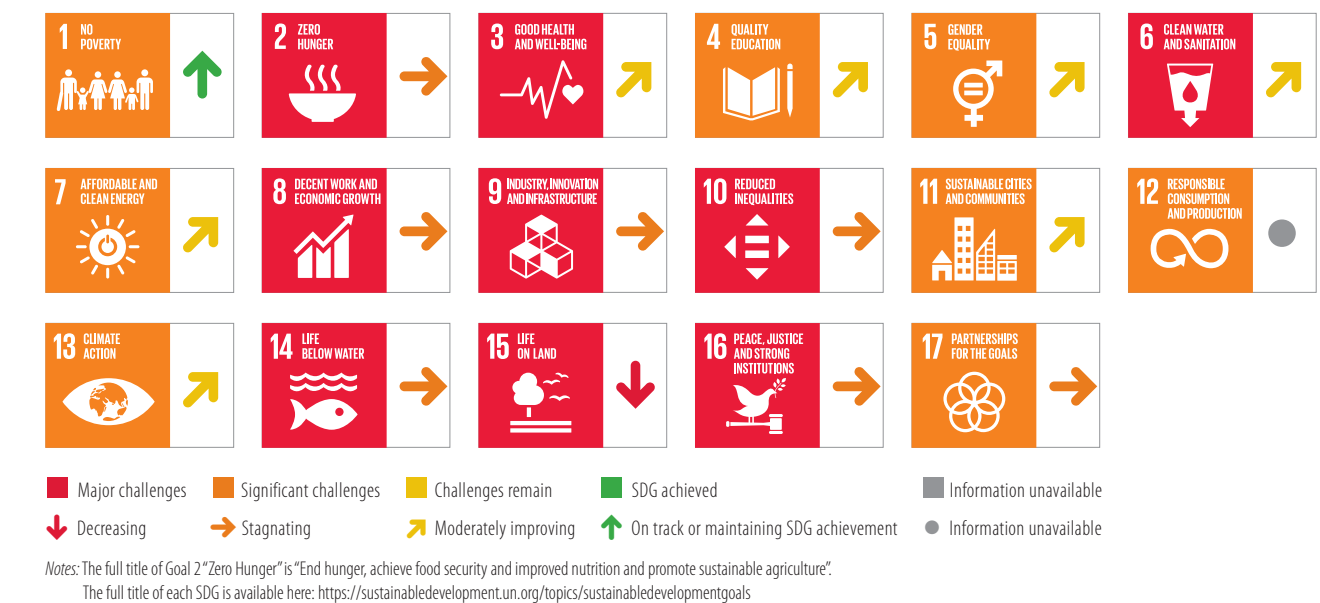 1 NO
POVERTY
2 ZERO
HUNGER
3 GOOD HEALTH
AND WELL-BEING
4 QUALITY
EDUCATION
5 GENDER
EQUALITY
6 CLEAN WATER
AND SANITATION
7 AFFORDABLE AND
CLEAN ENERGY
8 DECENT WORK AND
ECONOMIC GROWTH
9 INDUSTRY, INNOVATION
AND INFRASTRUCTURE
10 REDUCED
INEQUALITIES
11 SUSTAINABLE CITIES
AND COMMUNITIES
12 RESPONSIBLE
CONSUMPTION
AND PRODUCTION
13 CLIMATE
ACTION
14 LIFE
BELOW WATER
15 LIFE
ON LAND
16 PEACE, JUSTICE
AND STRONG
INSTITUTIONS
17 PARTNERSHIPS
FOR THE GOALS
Major challenges Significant challenges Challenges remain SDG achieved Information unavailable
Decreasing Stagnating Moderately improving On track or maintaining SDG achievement Information unavailable
Notes: The full title of Goal 2 “Zero Hunger” is “End hunger, achieve food security and improved nutrition and promote sustainable agriculture”.
The full title of each SDG is available here: https://sustainabledevelopment.un.org/topics/sustainabledevelopmentgoals